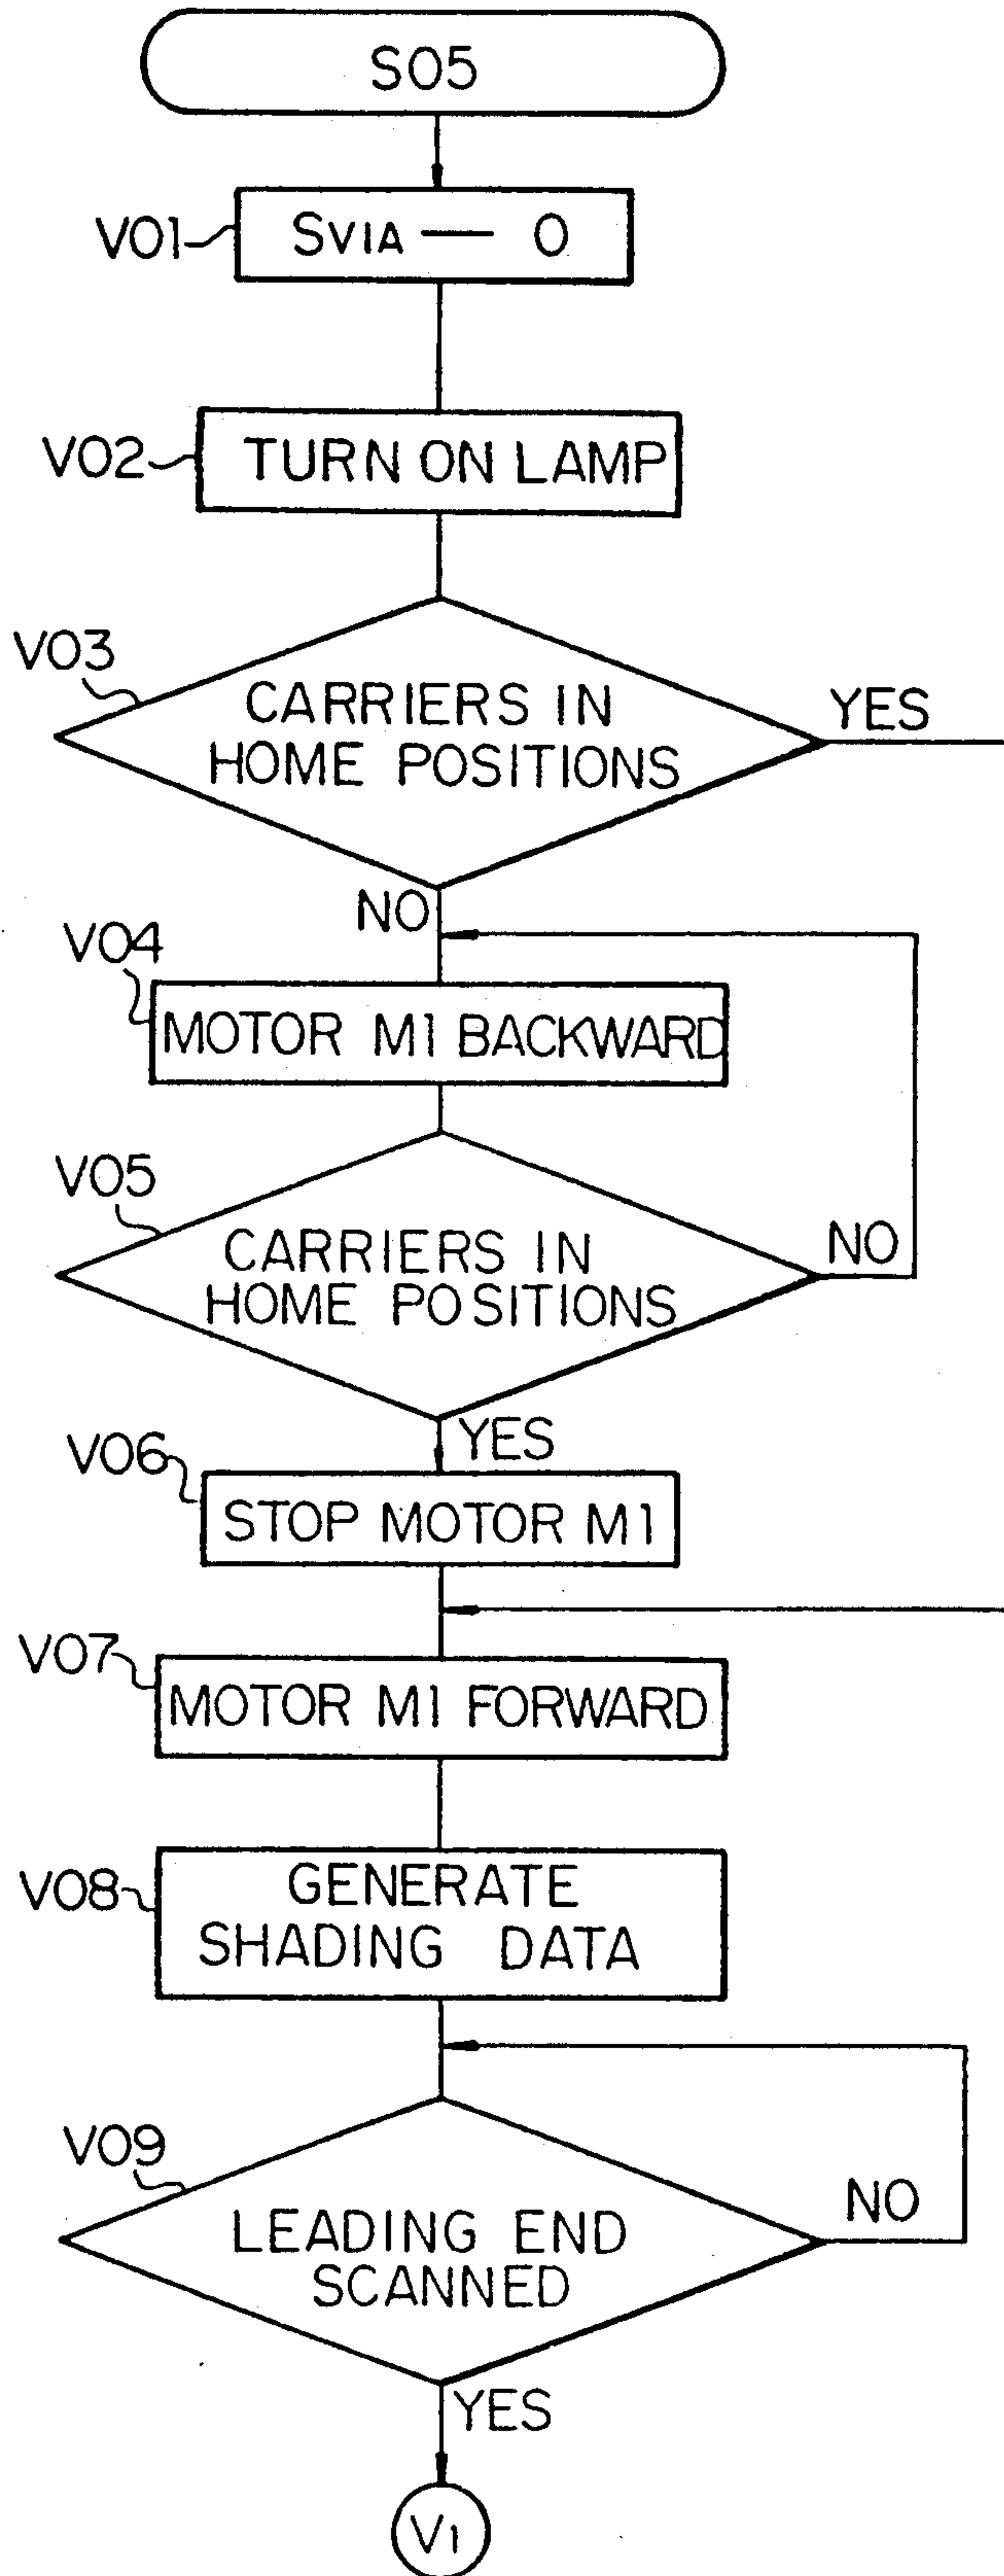 S05
V01
SV1A — 0
V02
TURN ON LAMP
V03
CARRIERS IN
HOME POSITIONS
YES
NO
V04
MOTOR M1 BACKWARD
V05
CARRIERS IN
HOME POSITIONS
NO
YES
V06
STOP MOTOR M1
V07
MOTOR M1 FORWARD
V08
GENERATE
SHADING DATA
V09
LEADING END
SCANNED
NO
YES
V1